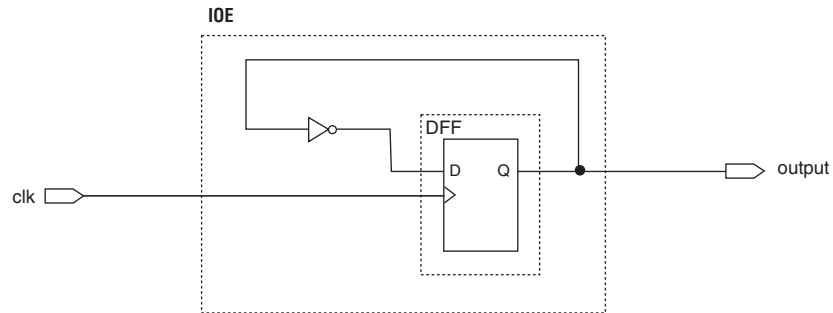 IOE
DFF
D
Q
output
clk